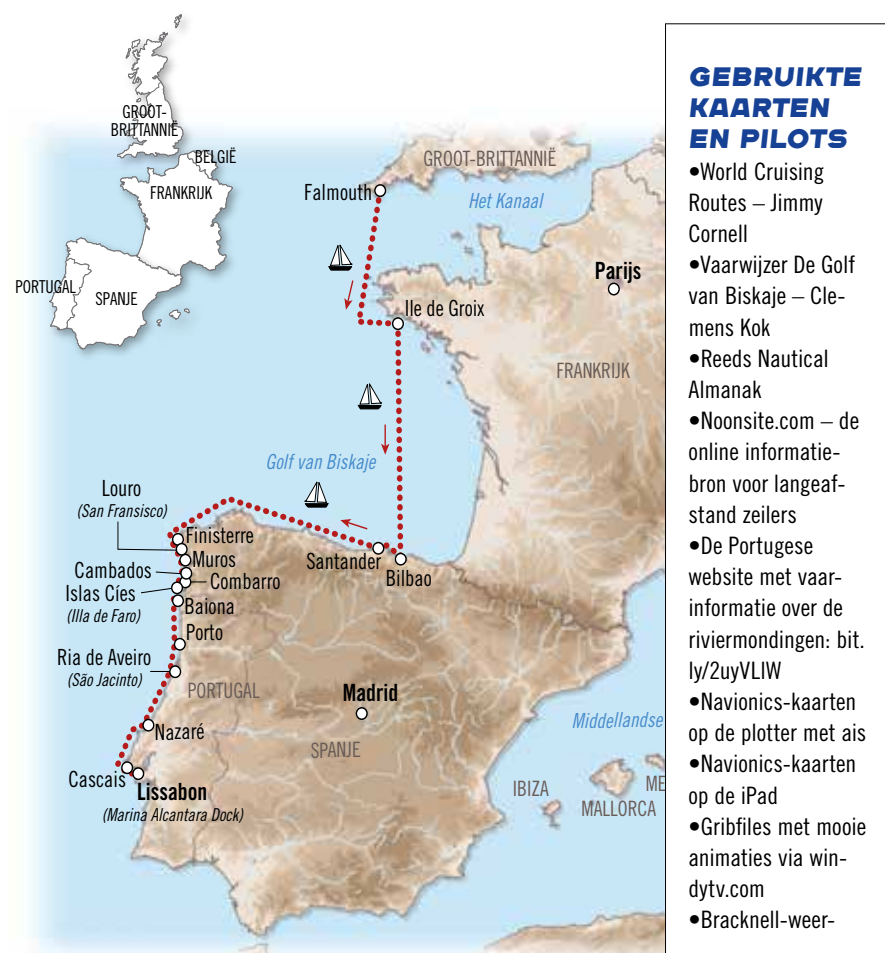 GROOT-
BRITTANNIË
BELGIË
FRANKRIJK
PORTUGAL
SPANJE
GROOT-BRITTANNIË
Falmouth
Het Kanaal
Parijs
Ile de Groix
FRANKRIJK
Golf van Biskaje
Louro
(San Fransisco)
Finisterre
Muros
Cambados
Combarro
Islas Cíes
(Illa de Faro)
Baiona
Santander
Bilbao
Porto
Ria de Aveiro
(São Jacinto)
PORTUGAL
Madrid
Nazaré
SPANJE
Middellandse
Cascais
Lissabon
(Marina Alcantara Dock)
IBIZA
MALLORCA
ME
GEBRUIKTE
KAARTEN
EN PILOTS
•World Cruising
Routes – Jimmy
Cornell
•Vaarwijzer De Golf
van Biskaje – Cle-
mens Kok
•Reeds Nautical
Almanak
•Noonsite.com – de
online informatie-
bron voor langeaf-
stand zeilers
•De Portugese
website met vaar-
informatie over de
riviermondingen: bit.
ly/2uyVLlW
•Navionics-kaarten
op de plotter met ais
•Navionics-kaarten
op de iPad
•Gribfiles met mooie
animaties via win-
dytv.com
•Bracknell-weer-